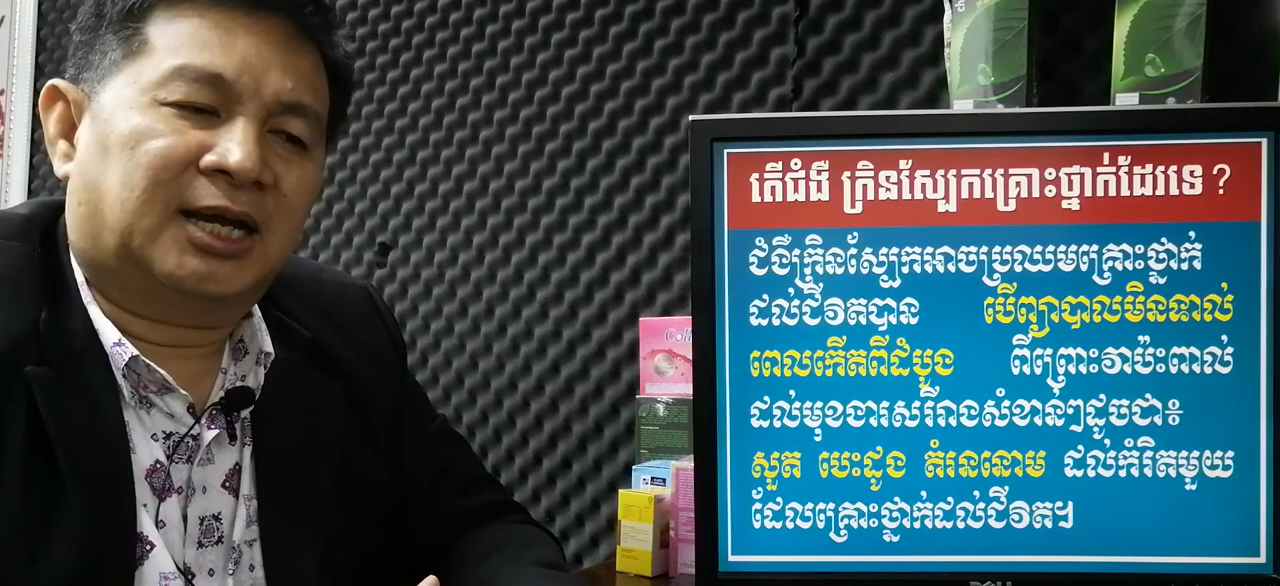 តើជំងឺ ក្រិនស្បែកគ្រោះថ្នាក់ដែរទេ?
ជំងឺក្រិនស្បែកអាចប្រឈមគ្រោះថ្នាក់
ដល់ជីវិតបាន បើព្យាបាលមិនទាល់
ពេលកើតពីដំបូង ពីព្រោះវាប៉ះពាល់
ដល់មុខងារសរីរាង្គសំខាន់ៗដូចជា៖
សួត បេះដូង តំរងនោម ដល់កំរិតមួយ
ដែលគ្រោះថ្នាក់ដល់ជីវិត។
Coll